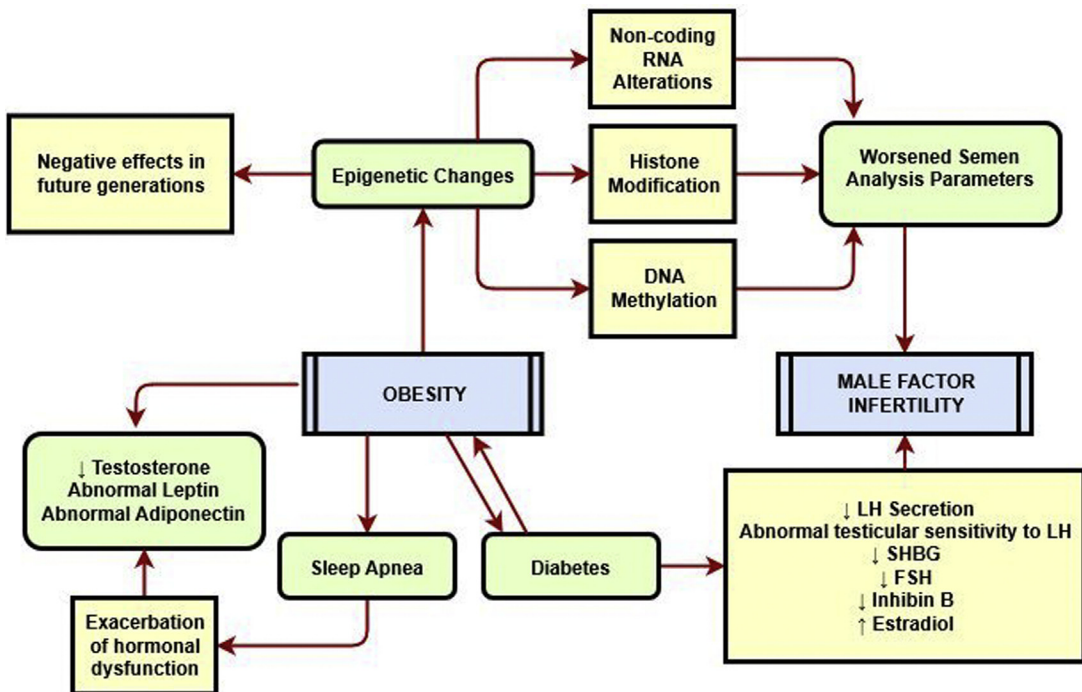 Non-coding
RNA
Alterations
Negative effects in
future generations
Epigenetic Changes
Histone
Modification
Worsened Semen
Analysis Parameters
DNA
Methylation
OBESITY
MALE FACTOR
INFERTILITY
↓ Testosterone
Abnormal Leptin
Abnormal Adiponectin
Sleep Apnea
Diabetes
↓ LH Secretion
Abnormal testicular sensitivity to LH
↓ SHBG
↓ FSH
↓ Inhibin B
↑ Estradiol
Exacerbation
of hormonal
dysfunction